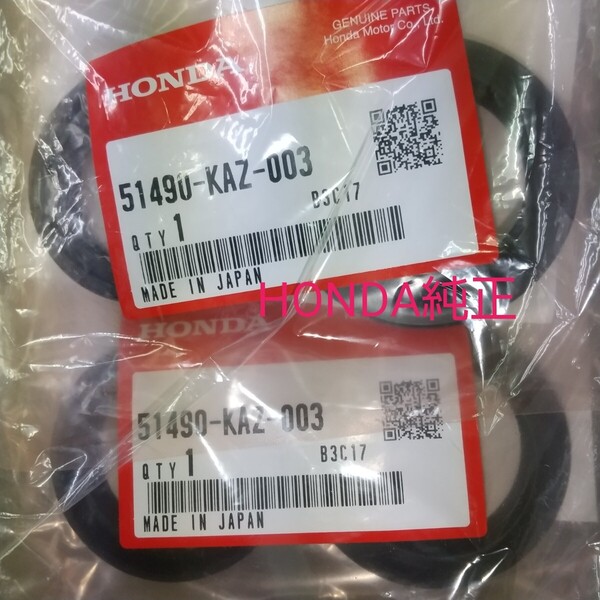 GENUINE PARTS
Honda Motor Co., Ltd.
HONDA
51490-KAZ-003
B3C17
QTY 1
MADE IN JAPAN
HONDA純正
HONDA
51490-KAZ-003
QTY 1
B3C17
MADE IN JAPAN